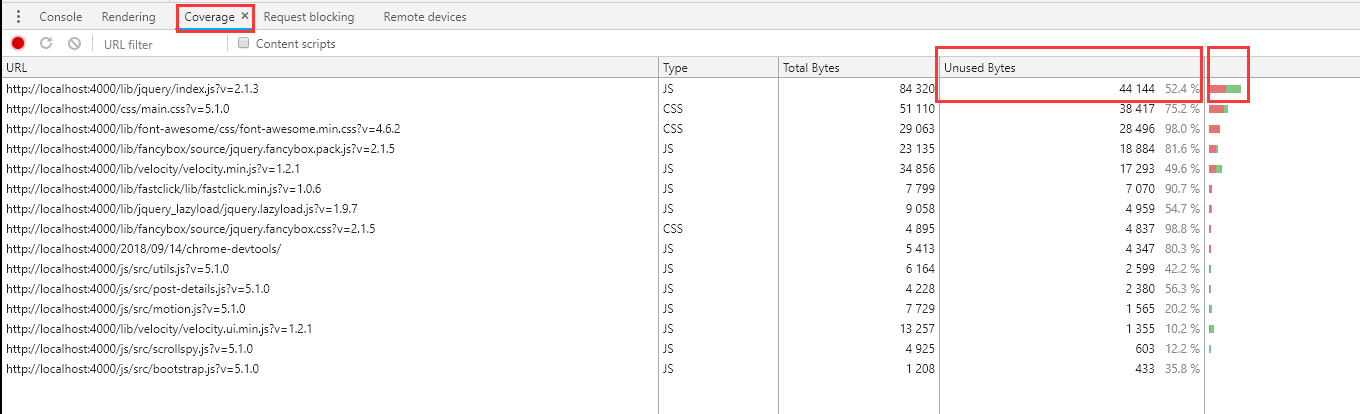 Console Rendering Coverage × Request blocking Remote devices
URL filter Content scripts
URL Type Total Bytes Unused Bytes
http://localhost:4000/lib/jquery/index.js?v=2.1.3 JS 84 320 44 144 52.4 %
http://localhost:4000/css/main.css?v=5.1.0 CSS 51 110 38 417 75.2 %
http://localhost:4000/lib/font-awesome/css/font-awesome.min.css?v=4.6.2 CSS 29 063 28 496 98.0 %
http://localhost:4000/lib/fancybox/source/jquery.fancybox.pack.js?v=2.1.5 JS 23 135 18 884 81.6 %
http://localhost:4000/lib/velocity/velocity.min.js?v=1.2.1 JS 34 856 17 293 49.6 %
http://localhost:4000/lib/fastclick/lib/fastclick.min.js?v=1.0.6 JS 7 799 7 070 90.7 %
http://localhost:4000/lib/jquery_lazyload/jquery.lazyload.js?v=1.9.7 JS 9 058 4 959 54.7 %
http://localhost:4000/lib/fancybox/source/jquery.fancybox.css?v=2.1.5 CSS 4 895 4 837 98.8 %
http://localhost:4000/2018/09/14/chrome-devtools/ JS 5 413 4 347 80.3 %
http://localhost:4000/js/src/utils.js?v=5.1.0 JS 6 164 2 599 42.2 %
http://localhost:4000/js/src/post-details.js?v=5.1.0 JS 4 228 2 380 56.3 %
http://localhost:4000/js/src/motion.js?v=5.1.0 JS 7 729 1 565 20.2 %
http://localhost:4000/lib/velocity/velocity.ui.min.js?v=1.2.1 JS 13 257 1 355 10.2 %
http://localhost:4000/js/src/scrollspy.js?v=5.1.0 JS 4 925 603 12.2 %
http://localhost:4000/js/src/bootstrap.js?v=5.1.0 JS 1 208 433 35.8 %